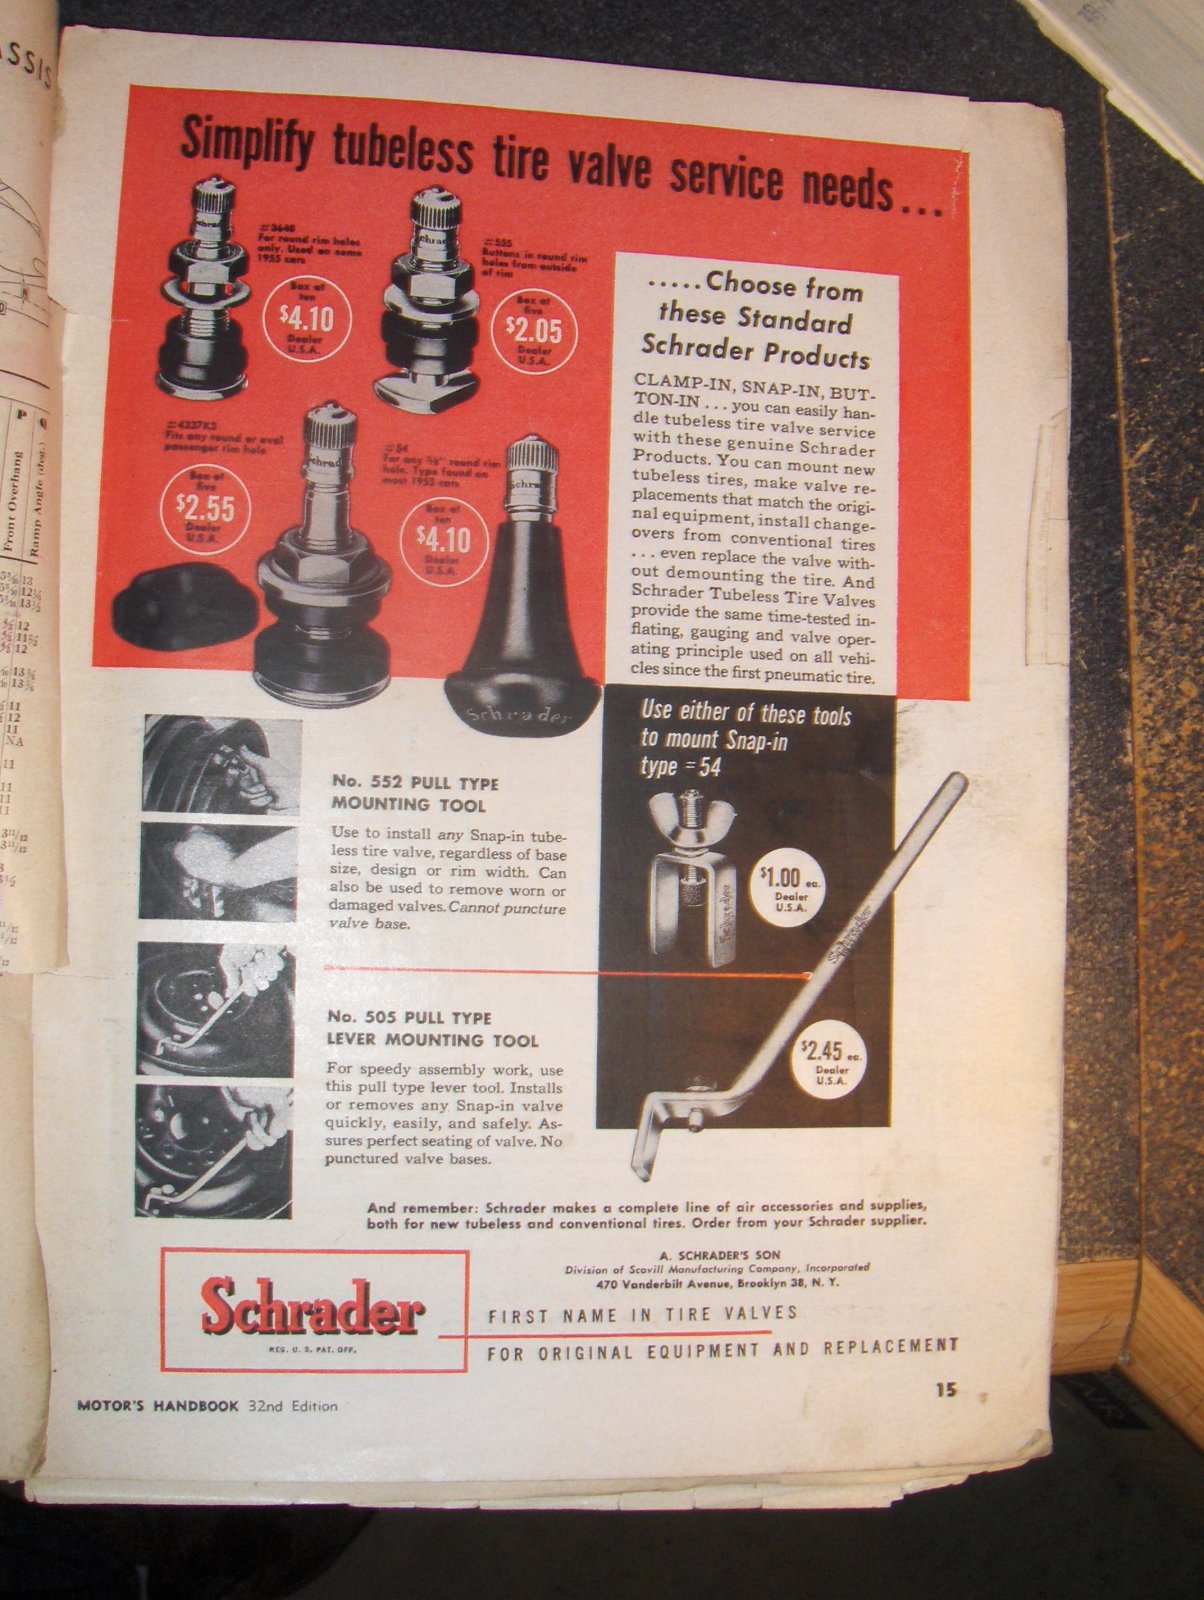 ASSIS
Simplify tubeless tire valve service needs...
#3640
For round rim holes
only. Used on some
1955 cars
Box of
ten
$4.10
Dealer
U.S.A.
#555
Buttons in round rim
holes from outside
of rim
Box of
five
$2.05
Dealer
U.S.A.
Schrader
#4337K3
Fits any round or oval
passenger rim hole
Box of
five
$2.55
Dealer
U.S.A.
#54
For any ⅝" round rim
hole. Type found on
most 1955 cars
Box of
ten
$4.10
Dealer
U.S.A.
Schrader
.....Choose from
these Standard
Schrader Products
CLAMP-IN, SNAP-IN, BUT-
TON-IN ... you can easily han-
dle tubeless tire valve service
with these genuine Schrader
Products. You can mount new
tubeless tires, make valve re-
placements that match the origi-
nal equipment, install change-
overs from conventional tires
... even replace the valve with-
out demounting the tire. And
Schrader Tubeless Tire Valves
provide the same time-tested in-
flating, gauging and valve oper-
ating principle used on all vehi-
cles since the first pneumatic tire.
Use either of these tools
to mount Snap-in
type #54
Schrader
$1.00 ea.
Dealer
U.S.A.
Schrader
$2.45 ea.
Dealer
U.S.A.
No. 552 PULL TYPE
MOUNTING TOOL
Use to install any Snap-in tube-
less tire valve, regardless of base
size, design or rim width. Can
also be used to remove worn or
damaged valves. Cannot puncture
valve base.
No. 505 PULL TYPE
LEVER MOUNTING TOOL
For speedy assembly work, use
this pull type lever tool. Installs
or removes any Snap-in valve
quickly, easily, and safely. As-
sures perfect seating of valve. No
punctured valve bases.
And remember: Schrader makes a complete line of air accessories and supplies,
both for new tubeless and conventional tires. Order from your Schrader supplier.
A. SCHRADER'S SON
Division of Scovill Manufacturing Company, Incorporated
470 Vanderbilt Avenue, Brooklyn 38, N. Y.
Schrader
REG. U. S. PAT. OFF.
FIRST NAME IN TIRE VALVES
FOR ORIGINAL EQUIPMENT AND REPLACEMENT
MOTOR'S HANDBOOK 32nd Edition
15
P
Front Overhang
Ramp Angle (deg.)